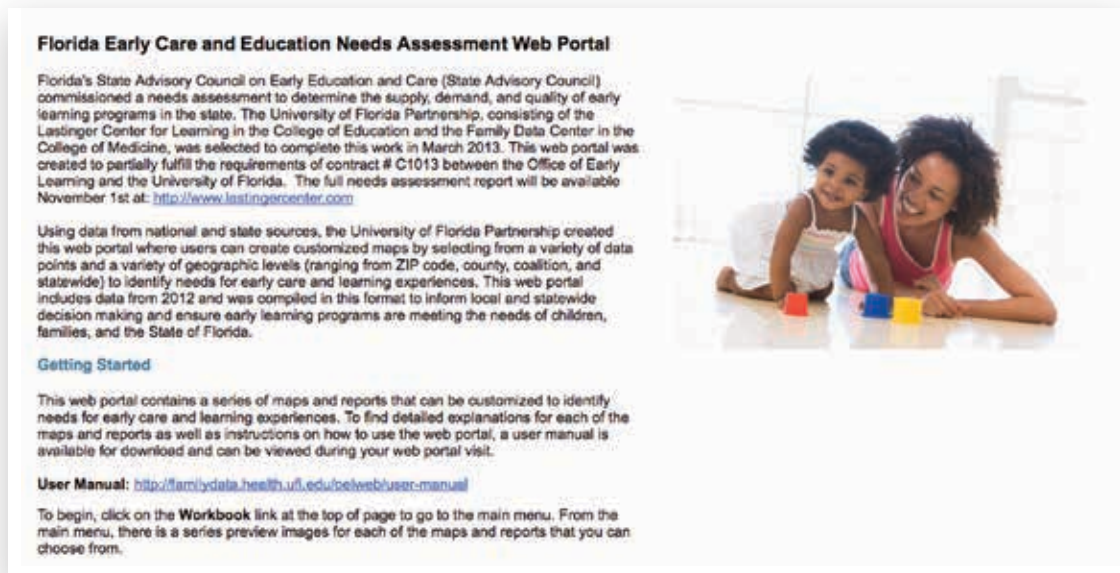 Florida Early Care and Education Needs Assessment Web Portal
Florida's State Advisory Council on Early Education and Care (State Advisory Council)
commissioned a needs assessment to determine the supply, demand, and quality of early
learning programs in the state. The University of Florida Partnership, consisting of the
Lastinger Center for Learning in the College of Education and the Family Data Center in the
College of Medicine, was selected to complete this work in March 2013. This web portal was
created to partially fulfill the requirements of contract # C1013 between the Office of Early
Learning and the University of Florida. The full needs assessment report will be available
November 1st at: http://www.lastingercenter.com
Using data from national and state sources, the University of Florida Partnership created
this web portal where users can create customized maps by selecting from a variety of data
points and a variety of geographic levels (ranging from ZIP code, county, coalition, and
statewide) to identify needs for early care and learning experiences. This web portal
includes data from 2012 and was compiled in this format to inform local and statewide
decision making and ensure early learning programs are meeting the needs of children,
families, and the State of Florida.
Getting Started
This web portal contains a series of maps and reports that can be customized to identify
needs for early care and learning experiences. To find detailed explanations for each of the
maps and reports as well as instructions on how to use the web portal, a user manual is
available for download and can be viewed during your web portal visit.
User Manual: http://familydata.health.ufl.edu/oelweb/user-manual
To begin, click on the Workbook link at the top of page to go to the main menu. From the
main menu, there is a series preview images for each of the maps and reports that you can
choose from.